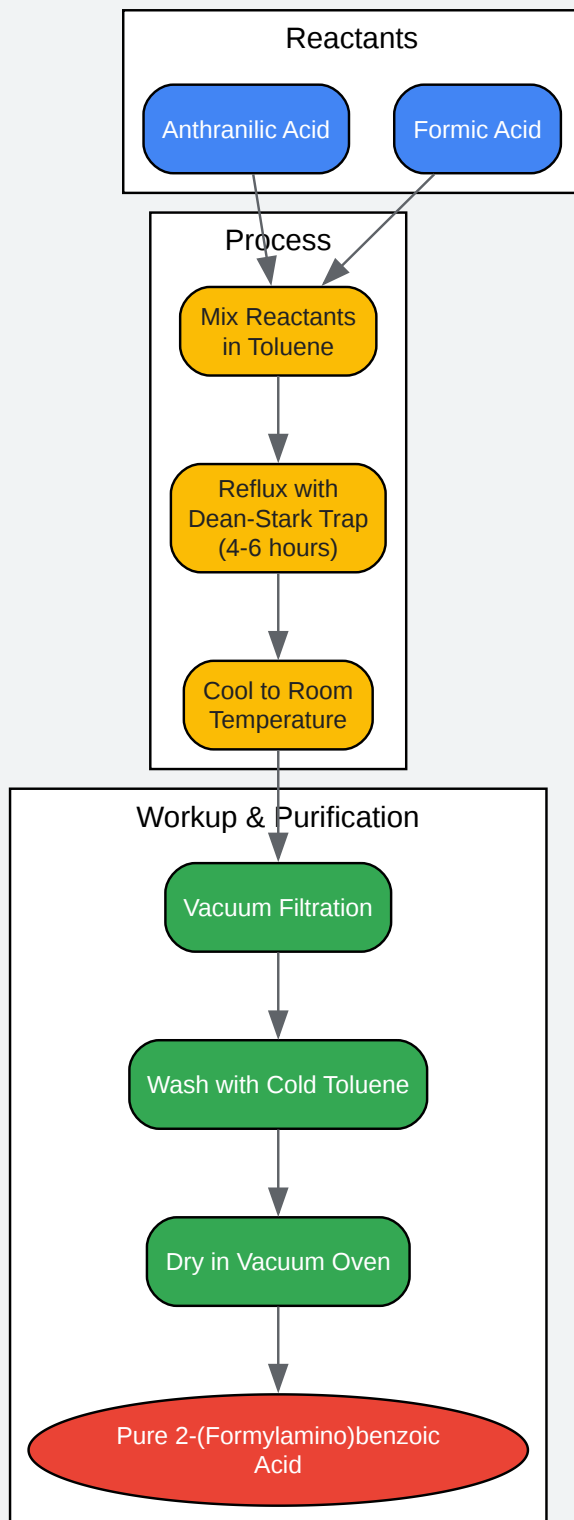 Reactants
Anthranilic Acid
Formic Acid
Process
Mix Reactants
in Toluene
Reflux with
Dean-Stark Trap
(4-6 hours)
Cool to Room
Temperature
Workup & Purification
Vacuum Filtration
Wash with Cold Toluene
Dry in Vacuum Oven
Pure 2-(Formylamino)benzoic
Acid